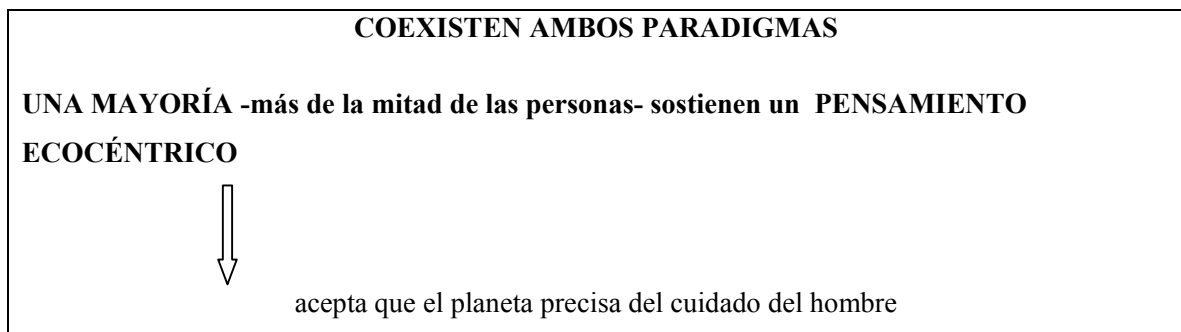 COEXISTEN AMBOS PARADIGMAS
UNA MAYORÍA -más de la mitad de las personas- sostienen un PENSAMIENTO
ECOCÉNTRICO
acepta que el planeta precisa del cuidado del hombre